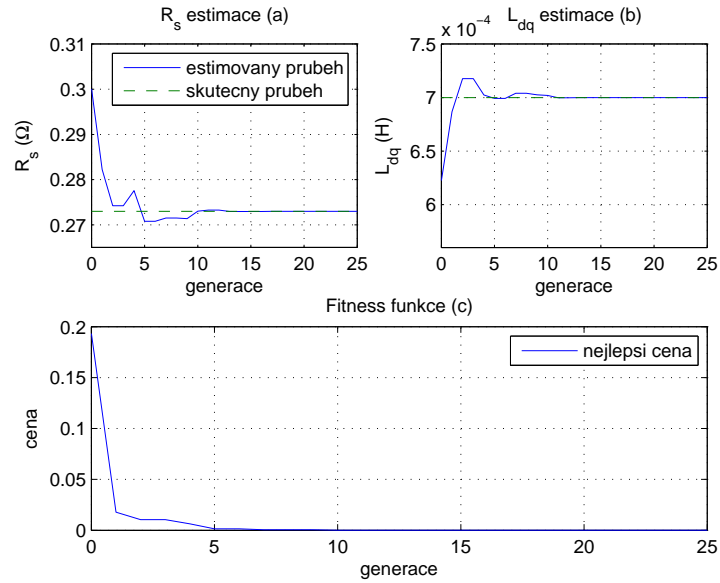 R_s estimace (a)
0.31
0.3
0.29
0.28
0.27
R_s (Ω)
estimovany prubeh
skutecny prubeh
0 5 10 15 20 25
generace
L_dq estimace (b)
x 10^-4
7.5
7
6.5
6
L_dq (H)
0 5 10 15 20 25
generace
Fitness funkce (c)
0.2
0.15
0.1
0.05
0
cena
nejlepsi cena
0 5 10 15 20 25
generace